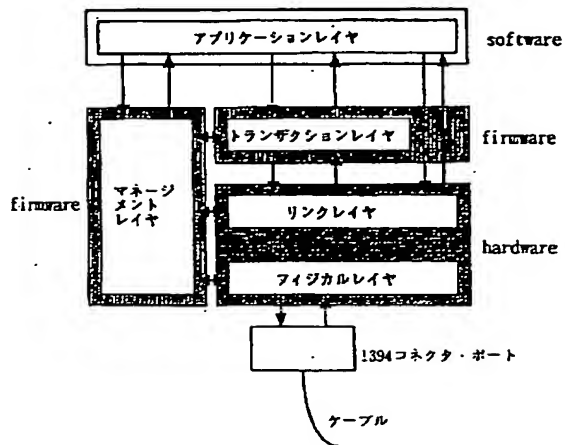 アプリケーションレイヤ
software
トランザクションレイヤ
firmware
firmware
マネージ
メント
レイヤ
リンクレイヤ
hardware
フィジカルレイヤ
1394コネクタ・ポート
ケーブル